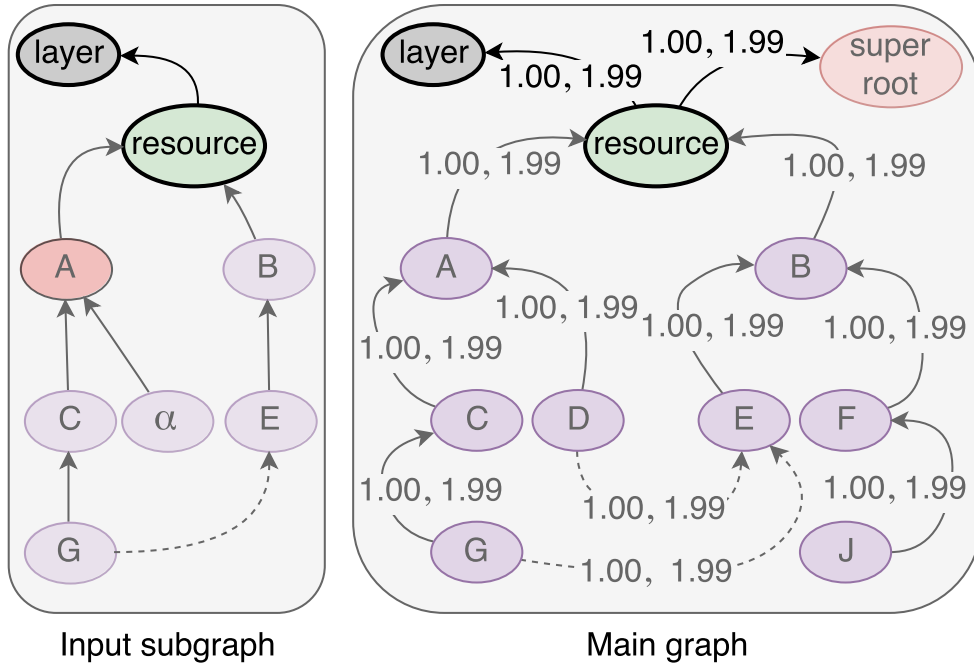 layer
resource
A
B
C
α
E
G
Input subgraph
layer
1.00, 1.99
1.00, 1.99
super
root
resource
1.00, 1.99
1.00, 1.99
A
B
1.00, 1.99
1.00, 1.99
1.00, 1.99
1.00, 1.99
C
D
E
F
1.00, 1.99
1.00, 1.99
1.00, 1.99
G
1.00, 1.99
J
Main graph